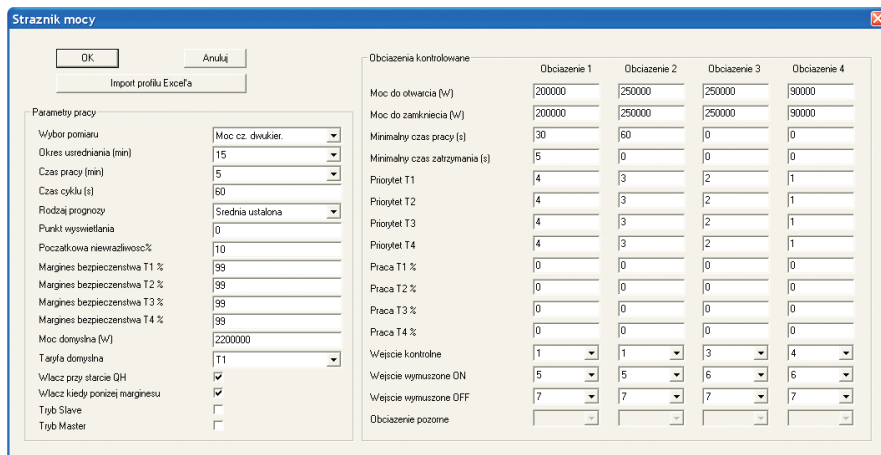 Straznik mocy
OK Anuluj
Import profilu Excel'a
Parametry pracy
Wybor pomiaru Moc cz. dwukier.
Okres usredniania (min) 15
Czas pracy (min) 5
Czas cyklu (s) 60
Rodzaj prognozy Srednia ustalona
Punkt wyswietlania 0
Poczatkowa niewrazliwosc% 10
Margines bezpieczenstwa T1 % 99
Margines bezpieczenstwa T2 % 99
Margines bezpieczenstwa T3 % 99
Margines bezpieczenstwa T4 % 99
Moc domyslna (W) 2200000
Taryfa domyslna T1
Wlacz przy starcie QH
Wlacz kiedy ponizej marginesu
Tryb Slave
Tryb Master
Obciazenia kontrolowane
Obciazenie 1 Obciazenie 2 Obciazenie 3 Obciazenie 4
Moc do otwarcia (W) 200000 250000 250000 90000
Moc do zamkniecia (W) 200000 250000 250000 90000
Minimalny czas pracy (s) 30 60 0 0
Minimalny czas zatrzymania (s) 5 0 0 0
Priorytet T1 4 3 2 1
Priorytet T2 4 3 2 1
Priorytet T3 4 3 2 1
Priorytet T4 4 3 2 1
Praca T1 % 0 0 0 0
Praca T2 % 0 0 0 0
Praca T3 % 0 0 0 0
Praca T4 % 0 0 0 0
Wejscie kontrolne 1 1 3 4
Wejscie wymuszone ON 5 5 6 6
Wejscie wymuszone OFF 7 7 7 7
Obciazenie pozorne